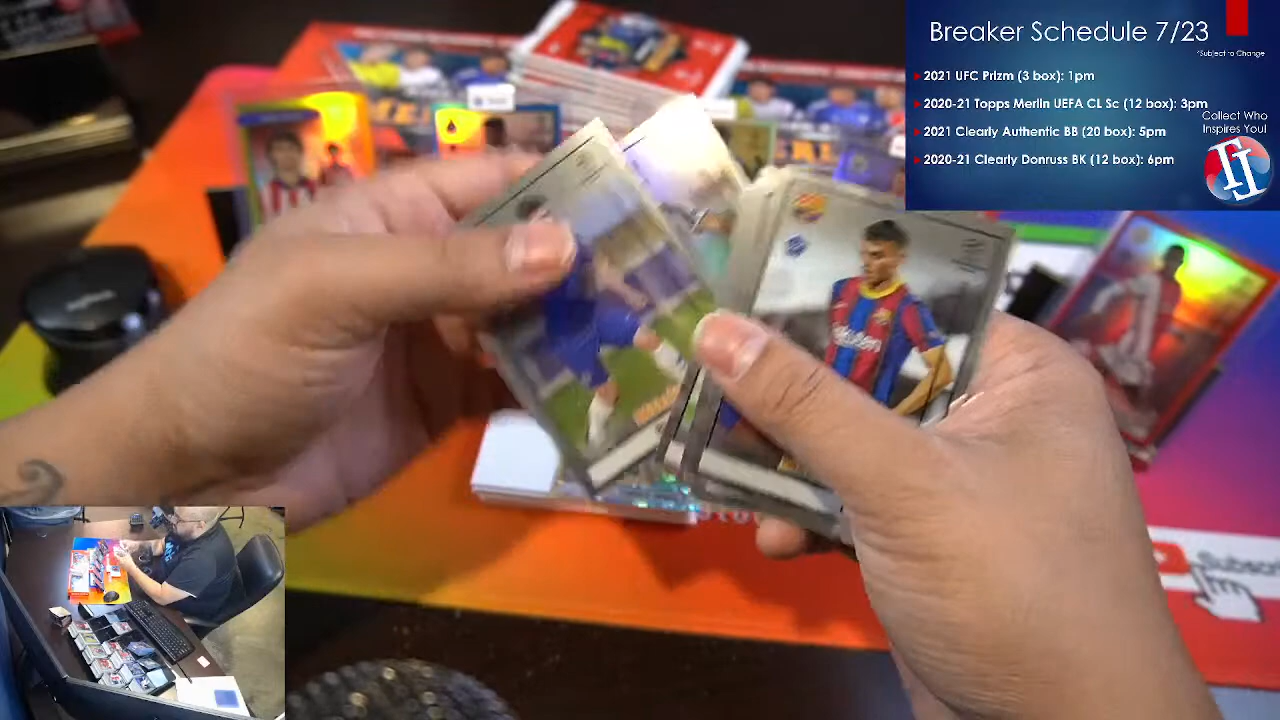 Breaker Schedule 7/23
*Subject to Change
2021 UFC Prizm (3 box): 1pm
2020-21 Topps Merlin UEFA CL Sc (12 box): 3pm
2021 Clearly Authentic BB (20 box): 5pm
2020-21 Clearly Donruss BK (12 box): 6pm
Collect Who
Inspires You!